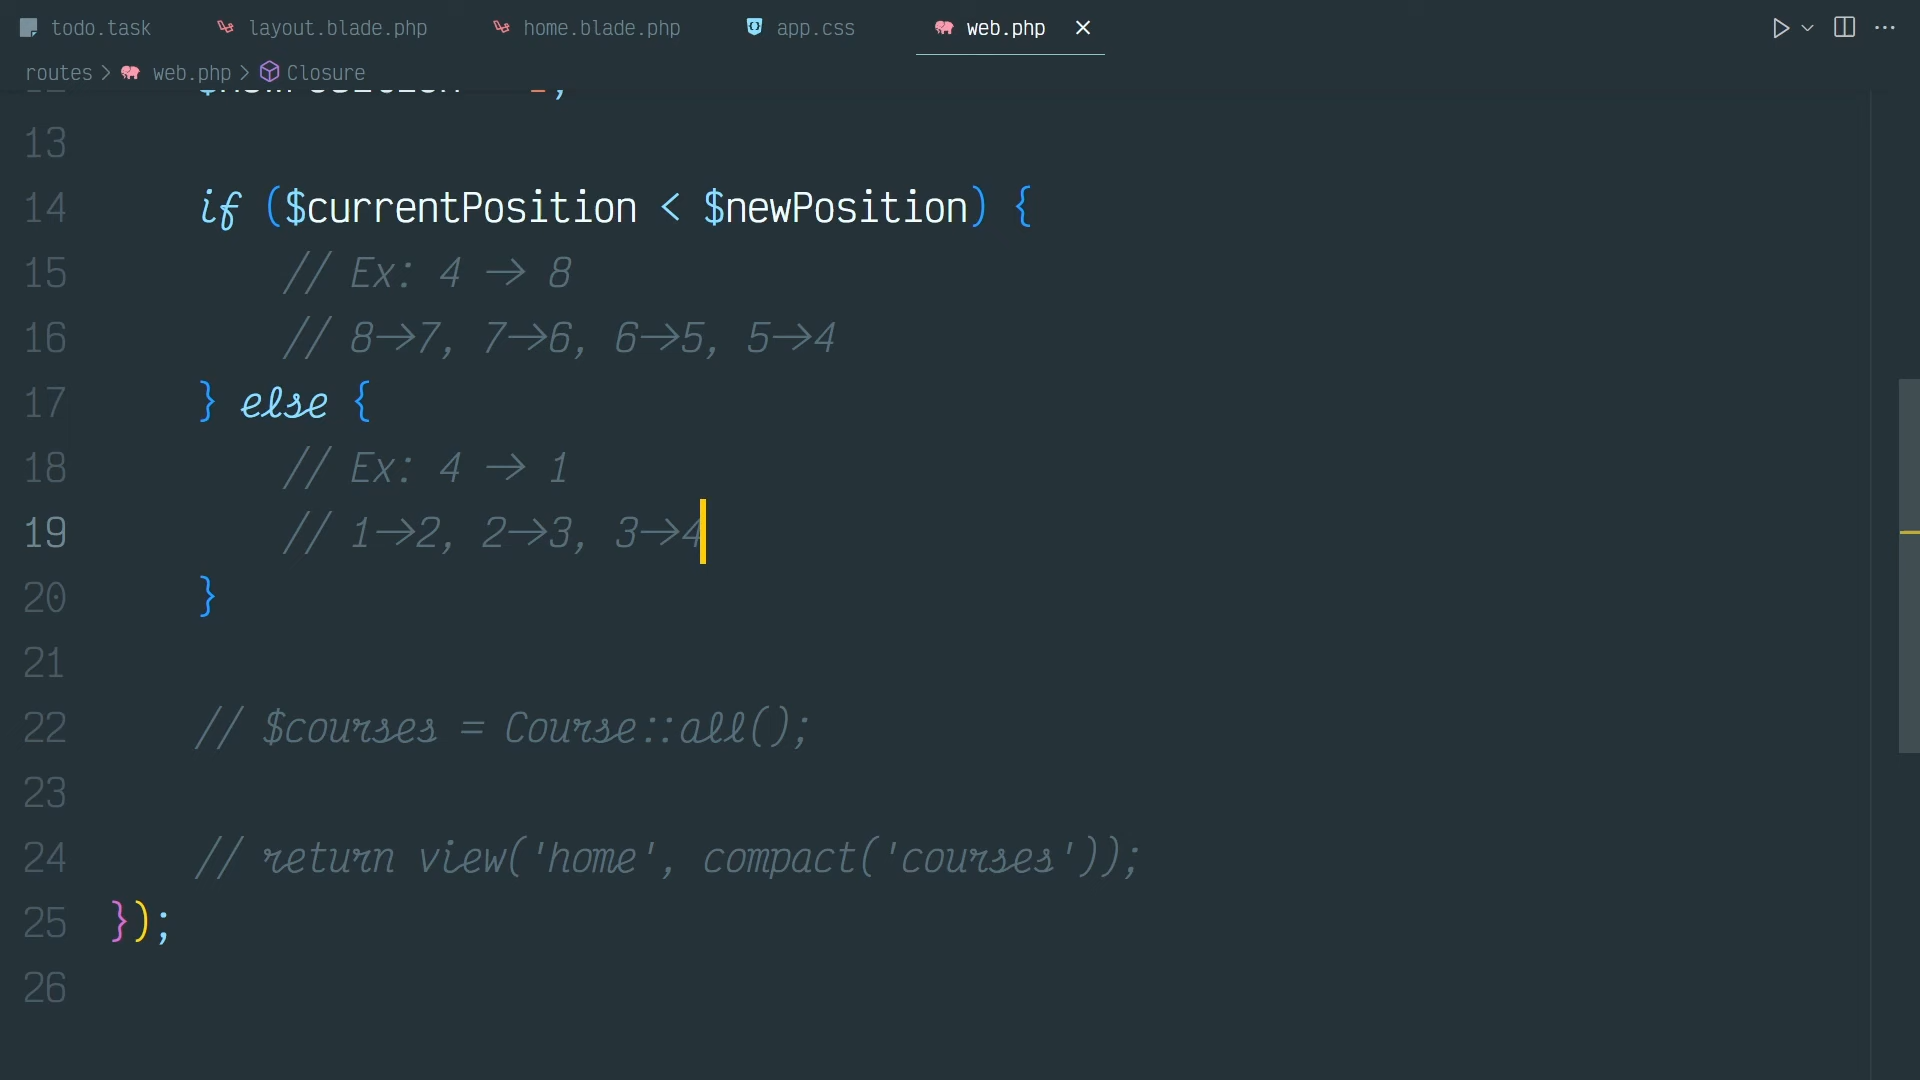 todo.task layout.blade.php home.blade.php app.css web.php
routes > web.php > Closure
13
14 if ($currentPosition < $newPosition) {
15 // Ex: 4 -> 8
16 // 8->7, 7->6, 6->5, 5->4
17 } else {
18 // Ex: 4 -> 1
19 // 1->2, 2->3, 3->4
20 }
21
22 // $courses = Course::all();
23
24 // return view('home', compact('courses'));
25 });
26